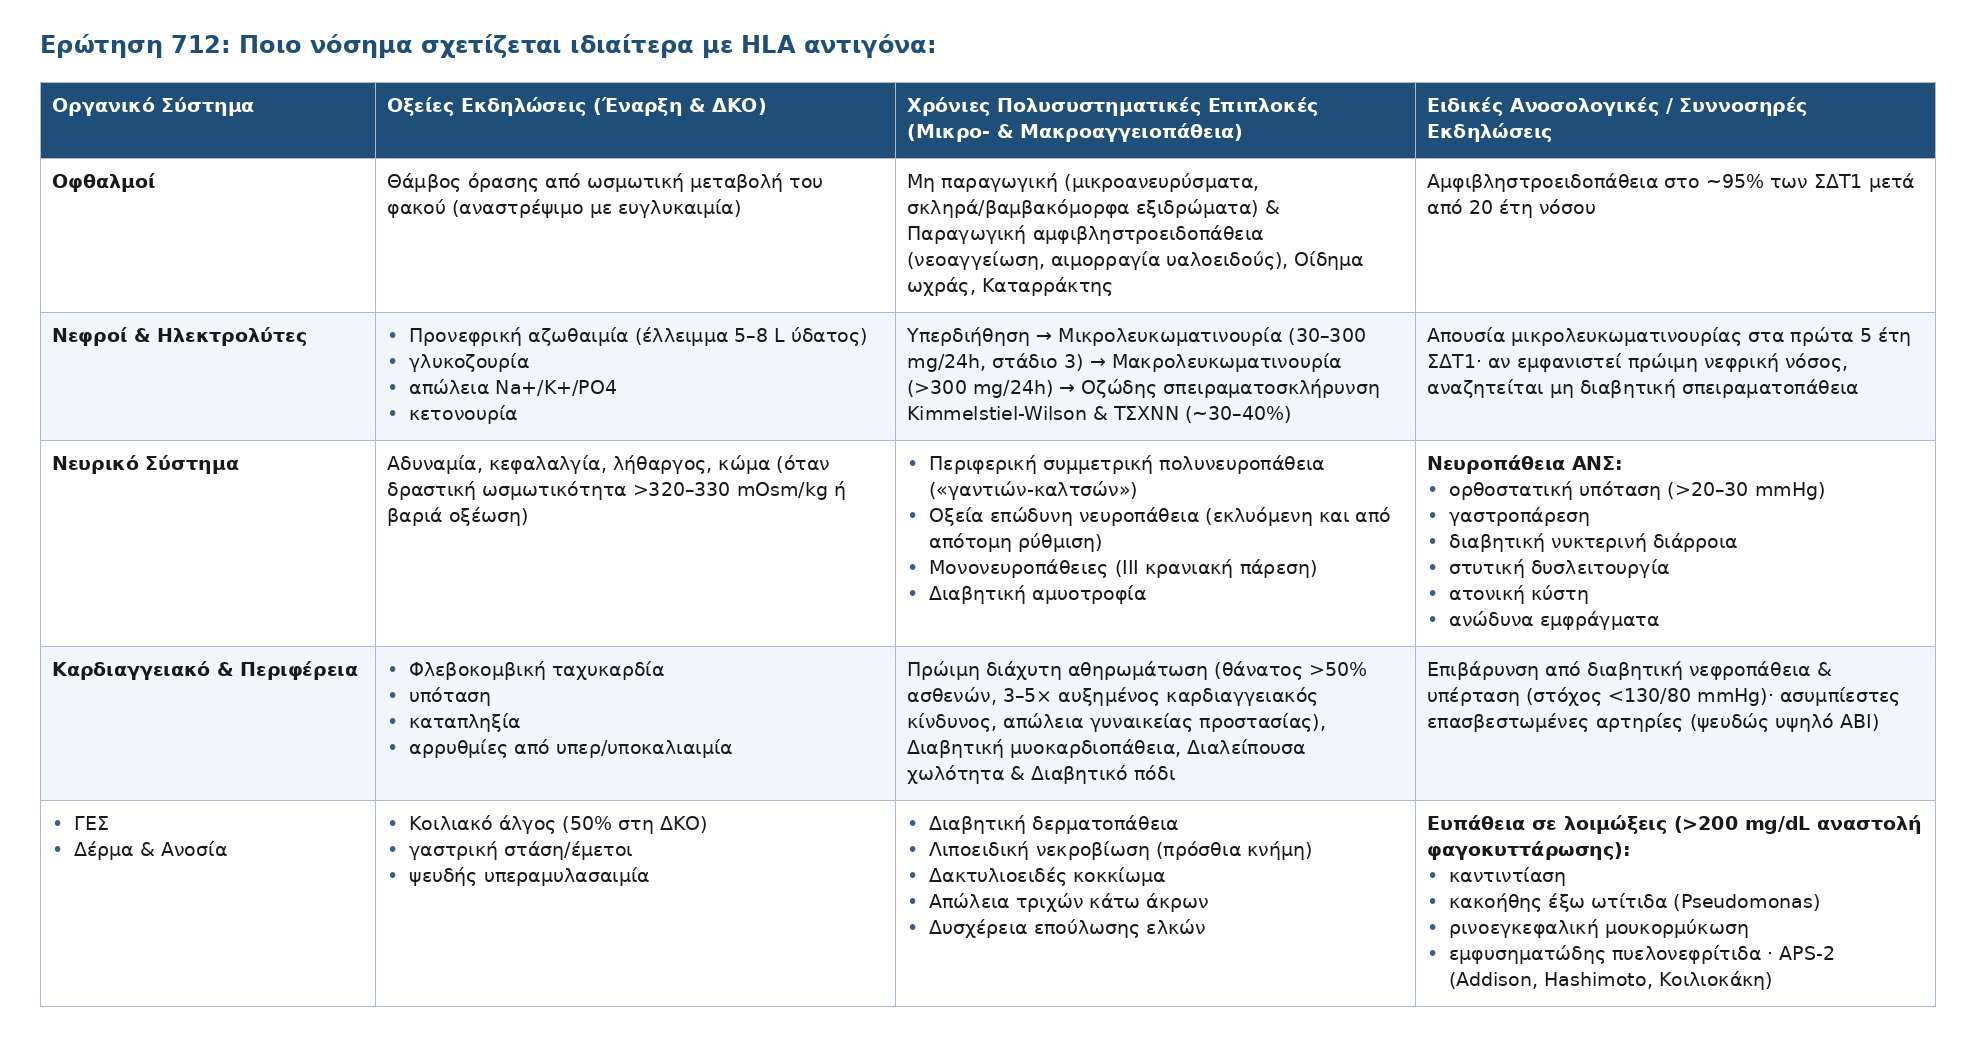 Ερώτηση 712: Ποιο νόσημα σχετίζεται ιδιαίτερα με HLA αντιγόνα:
Οργανικό Σύστημα
Οξείες Εκδηλώσεις (Έναρξη & ΔΚΟ)
Χρόνιες Πολυσυστηματικές Επιπλοκές
(Μικρο- & Μακροαγγειοπάθεια)
Ειδικές Ανοσολογικές / Συννοσηρές
Εκδηλώσεις
Οφθαλμοί
Θάμβος όρασης από ωσμωτική μεταβολή του
φακού (αναστρέψιμο με ευγλυκαιμία)
Μη παραγωγική (μικροανευρύσματα,
σκληρά/βαμβακόμορφα εξιδρώματα) &
Παραγωγική αμφιβληστροειδοπάθεια
(νεοαγγείωση, αιμορραγία υαλοειδούς), Οίδημα
ωχράς, Καταρράκτης
Αμφιβληστροειδοπάθεια στο ~95% των ΣΔΤ1 μετά
από 20 έτη νόσου
Νεφροί & Ηλεκτρολύτες
• Προνεφρική αζωθαιμία (έλλειμμα 5–8 L ύδατος)
• γλυκοζουρία
• απώλεια Na+/K+/PO4
• κετονουρία
Υπερδιήθηση → Μικρολευκωματινουρία (30–300
mg/24h, στάδιο 3) → Μακρολευκωματινουρία
(>300 mg/24h) → Οζώδης σπειραματοσκλήρυνση
Kimmelstiel-Wilson & ΤΣΧΝΝ (~30–40%)
Απουσία μικρολευκωματινουρίας στα πρώτα 5 έτη
ΣΔΤ1· αν εμφανιστεί πρώιμη νεφρική νόσος,
αναζητείται μη διαβητική σπειραματοπάθεια
Νευρικό Σύστημα
Αδυναμία, κεφαλαλγία, λήθαργος, κώμα (όταν
δραστική ωσμωτικότητα >320–330 mOsm/kg ή
βαριά οξέωση)
• Περιφερική συμμετρική πολυνευροπάθεια
(«γαντιών-καλτσών»)
• Οξεία επώδυνη νευροπάθεια (εκλυόμενη και από
απότομη ρύθμιση)
• Μονονευροπάθειες (III κρανιακή πάρεση)
• Διαβητική αμυοτροφία
Νευροπάθεια ΑΝΣ:
• ορθοστατική υπόταση (>20–30 mmHg)
• γαστροπάρεση
• διαβητική νυκτερινή διάρροια
• στυτική δυσλειτουργία
• ατονική κύστη
• ανώδυνα εμφράγματα
Καρδιαγγειακό & Περιφέρεια
• Φλεβοκομβική ταχυκαρδία
• υπόταση
• καταπληξία
• αρρυθμίες από υπερ/υποκαλιαιμία
Πρώιμη διάχυτη αθηρωμάτωση (θάνατος >50%
ασθενών, 3–5× αυξημένος καρδιαγγειακός
κίνδυνος, απώλεια γυναικείας προστασίας),
Διαβητική μυοκαρδιοπάθεια, Διαλείπουσα
χωλότητα & Διαβητικό πόδι
Επιβάρυνση από διαβητική νεφροπάθεια &
υπέρταση (στόχος <130/80 mmHg)· ασυμπίεστες
επασβεστωμένες αρτηρίες (ψευδώς υψηλό ABI)
• ΓΕΣ
• Δέρμα & Ανοσία
• Κοιλιακό άλγος (50% στη ΔΚΟ)
• γαστρική στάση/έμετοι
• ψευδής υπεραμυλασαιμία
• Διαβητική δερματοπάθεια
• Λιποειδική νεκροβίωση (πρόσθια κνήμη)
• Δακτυλιοειδές κοκκίωμα
• Απώλεια τριχών κάτω άκρων
• Δυσχέρεια επούλωσης ελκών
Ευπάθεια σε λοιμώξεις (>200 mg/dL αναστολή
φαγοκυττάρωσης):
• καντιντίαση
• κακοήθης έξω ωτίτιδα (Pseudomonas)
• ρινοεγκεφαλική μουκορμύκωση
• εμφυσηματώδης πυελονεφρίτιδα · APS-2
(Addison, Hashimoto, Κοιλιοκάκη)